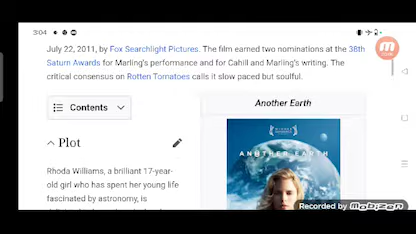 3:04
July 22, 2011, by Fox Searchlight Pictures. The film earned two nominations at the 38th
Saturn Awards for Marling's performance and for Cahill and Marling's writing. The
critical consensus on Rotten Tomatoes calls it slow paced but soulful.
Contents
Another Earth
Plot
ANOTHER EARTH
Rhoda Williams, a brilliant 17-year-
old girl who has spent her young life
fascinated by astronomy, is
Recorded by Mobizen